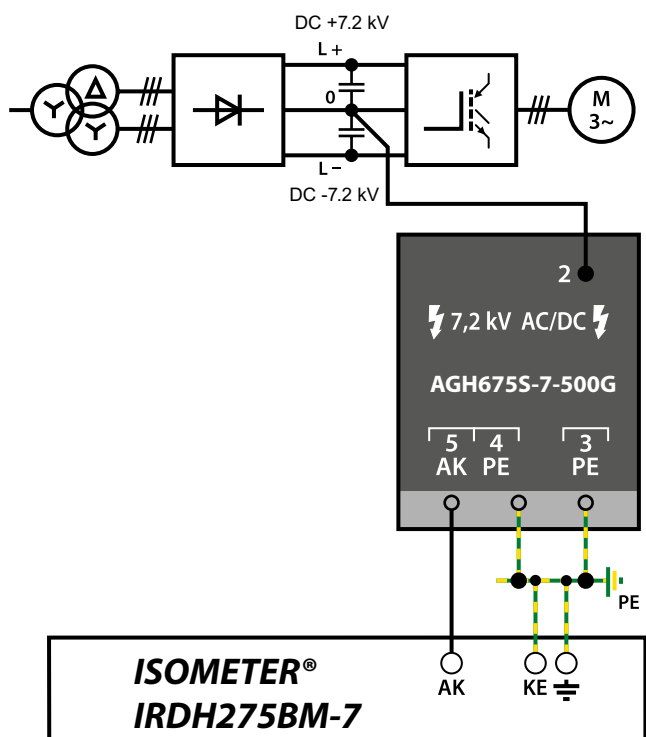 DC +7.2 kV
L +
Δ
Y
Y
0
M
3~
L –
DC -7.2 kV
2
7,2 kV AC/DC
AGH675S-7-500G
5 4 3
AK PE PE
PE
ISOMETER®
IRDH275BM-7
AK KE